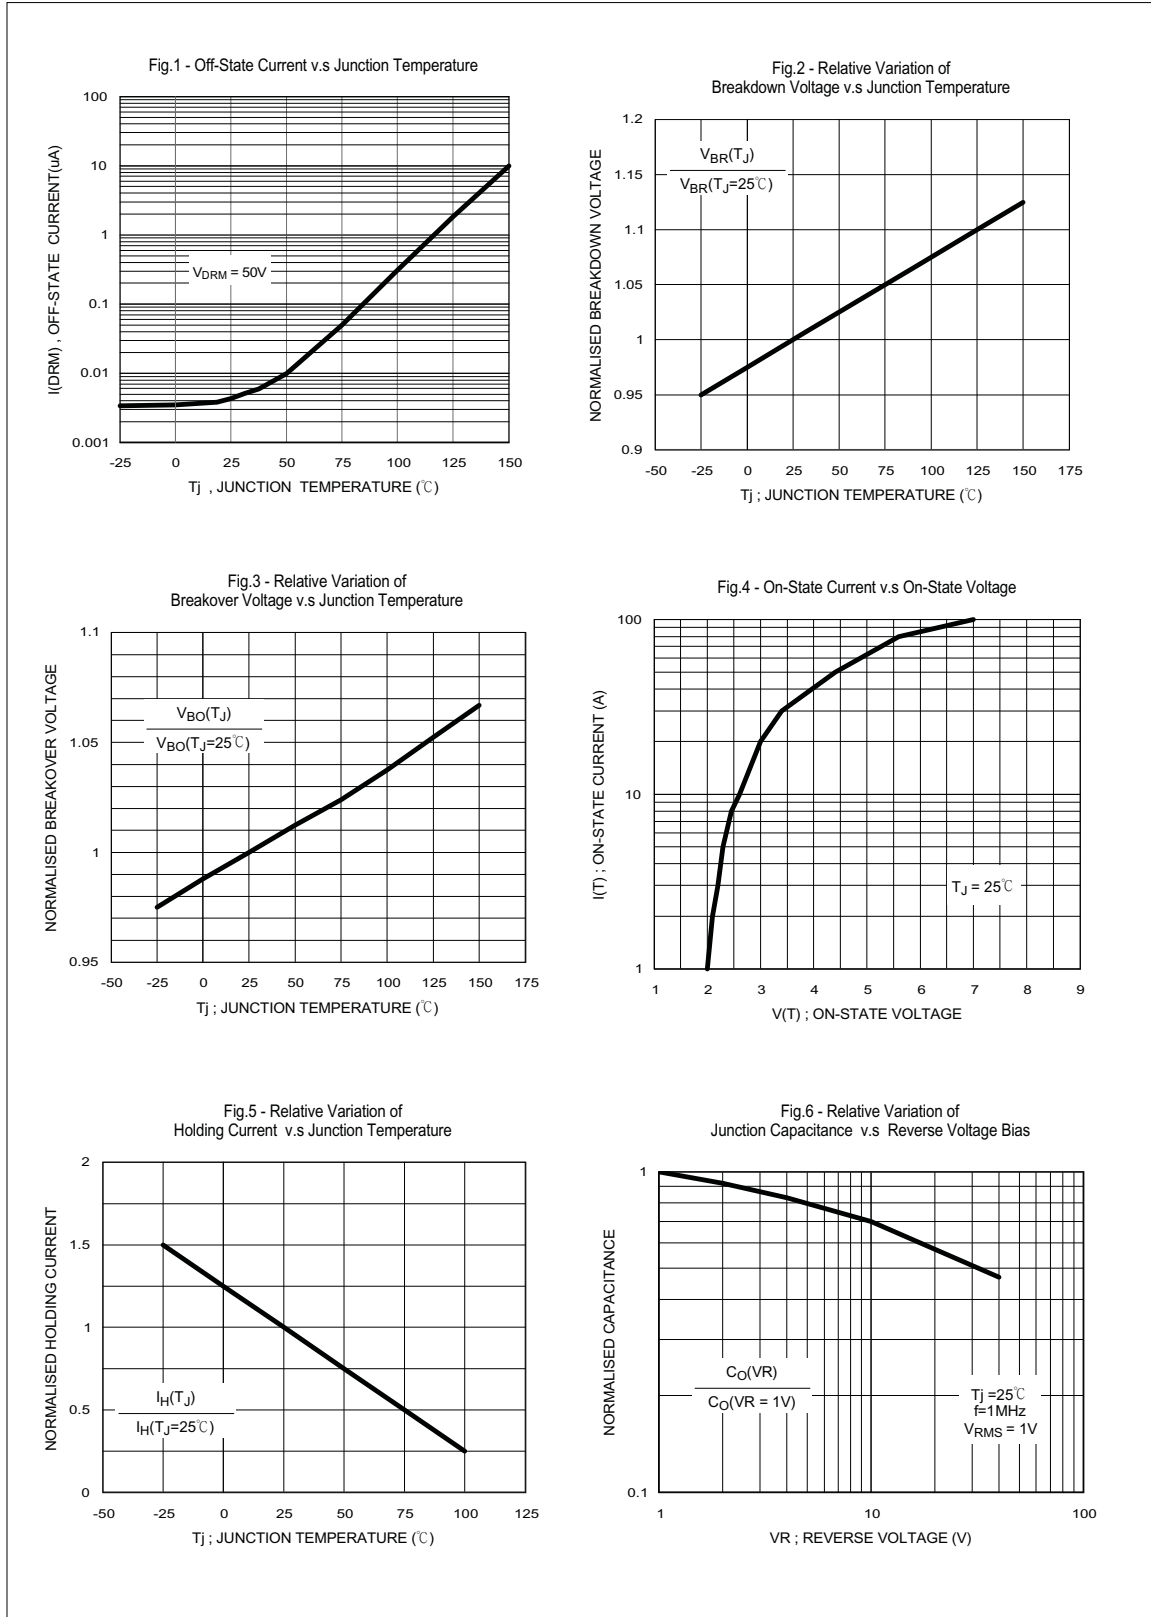 Fig.1 - Off-State Current v.s Junction Temperature
I(DRM) , OFF-STATE CURRENT(uA)
100
10
1
0.1
0.01
0.001
VDRM = 50V
-25 0 25 50 75 100 125 150
Tj , JUNCTION TEMPERATURE (℃)
Fig.2 - Relative Variation of
Breakdown Voltage v.s Junction Temperature
NORMALISED BREAKDOWN VOLTAGE
1.2
1.15
1.1
1.05
1
0.95
0.9
VBR(TJ)
VBR(TJ=25℃)
-50 -25 0 25 50 75 100 125 150 175
Tj ; JUNCTION TEMPERATURE (℃)
Fig.3 - Relative Variation of
Breakover Voltage v.s Junction Temperature
NORMALISED BREAKOVER VOLTAGE
1.1
1.05
1
0.95
VBO(TJ)
VBO(TJ=25℃)
-50 -25 0 25 50 75 100 125 150 175
Tj ; JUNCTION TEMPERATURE (℃)
Fig.4 - On-State Current v.s On-State Voltage
I(T) ; ON-STATE CURRENT (A)
100
10
1
TJ = 25℃
1 2 3 4 5 6 7 8 9
V(T) ; ON-STATE VOLTAGE
Fig.5 - Relative Variation of
Holding Current v.s Junction Temperature
NORMALISED HOLDING CURRENT
2
1.5
1
0.5
0
IH(TJ)
IH(TJ=25℃)
-50 -25 0 25 50 75 100 125
Tj ; JUNCTION TEMPERATURE (℃)
Fig.6 - Relative Variation of
Junction Capacitance v.s Reverse Voltage Bias
NORMALISED CAPACITANCE
1
0.1
CO(VR)
CO(VR = 1V)
Tj =25℃
f=1MHz
VRMS = 1V
1 10 100
VR ; REVERSE VOLTAGE (V)